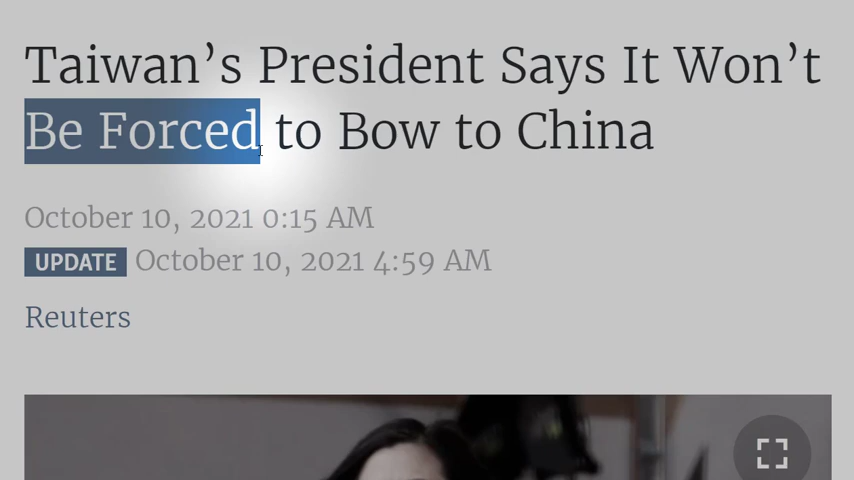 Taiwan’s President Says It Won’t
Be Forced to Bow to China
October 10, 2021 0:15 AM
UPDATE October 10, 2021 4:59 AM
Reuters